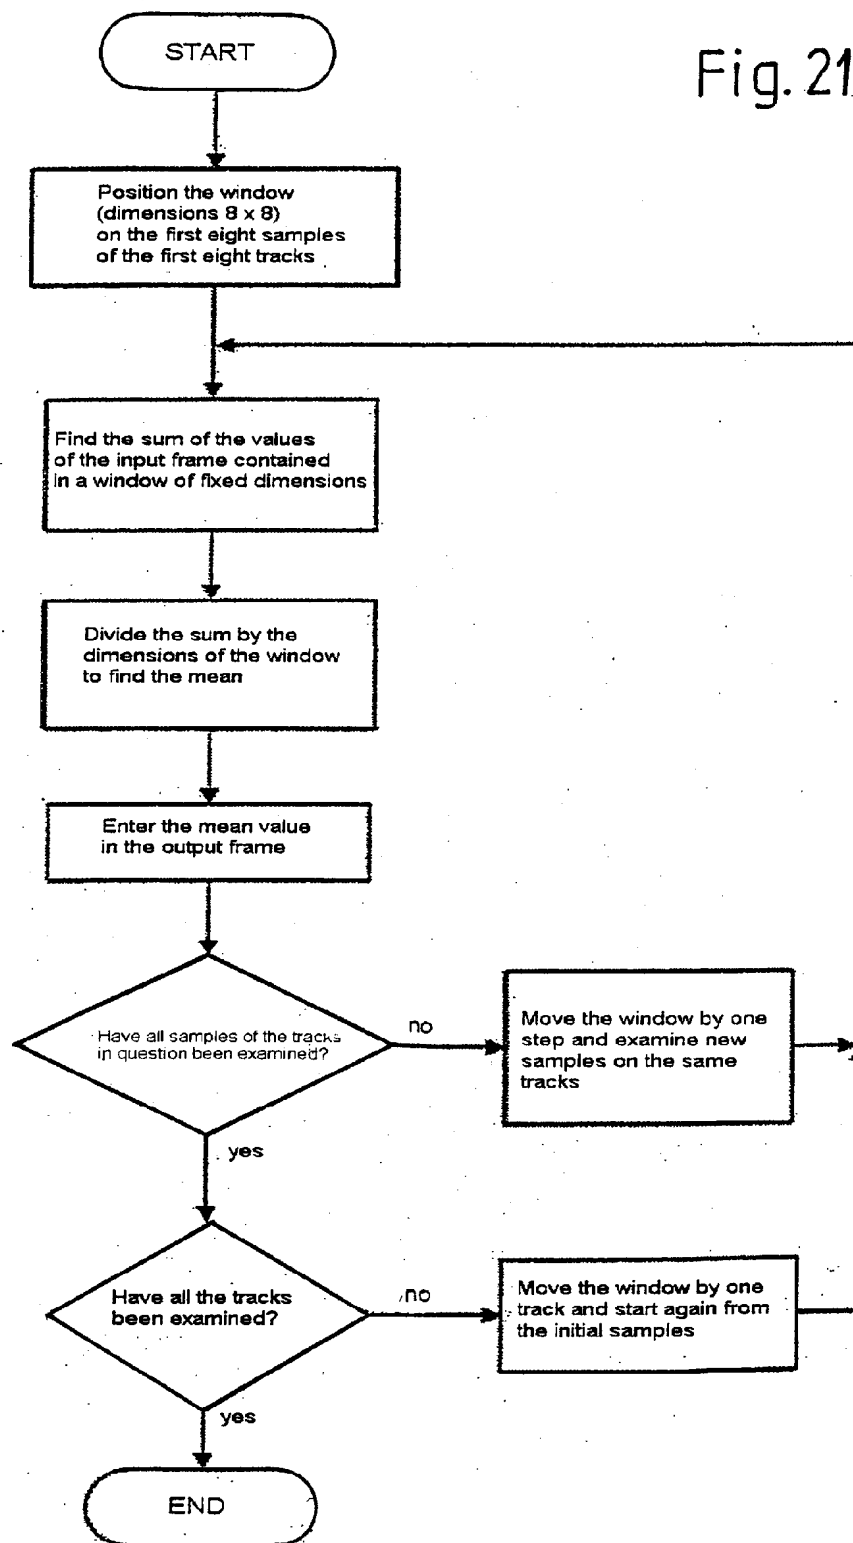 START
Fig. 21
Position the window
(dimensions 8 x 8)
on the first eight samples
of the first eight tracks
Find the sum of the values
of the input frame contained
in a window of fixed dimensions
Divide the sum by the
dimensions of the window
to find the mean
Enter the mean value
in the output frame
Have all samples of the tracks
in question been examined?
no
Move the window by one
step and examine new
samples on the same
tracks
yes
Have all the tracks
been examined?
no
Move the window by one
track and start again from
the initial samples
yes
END